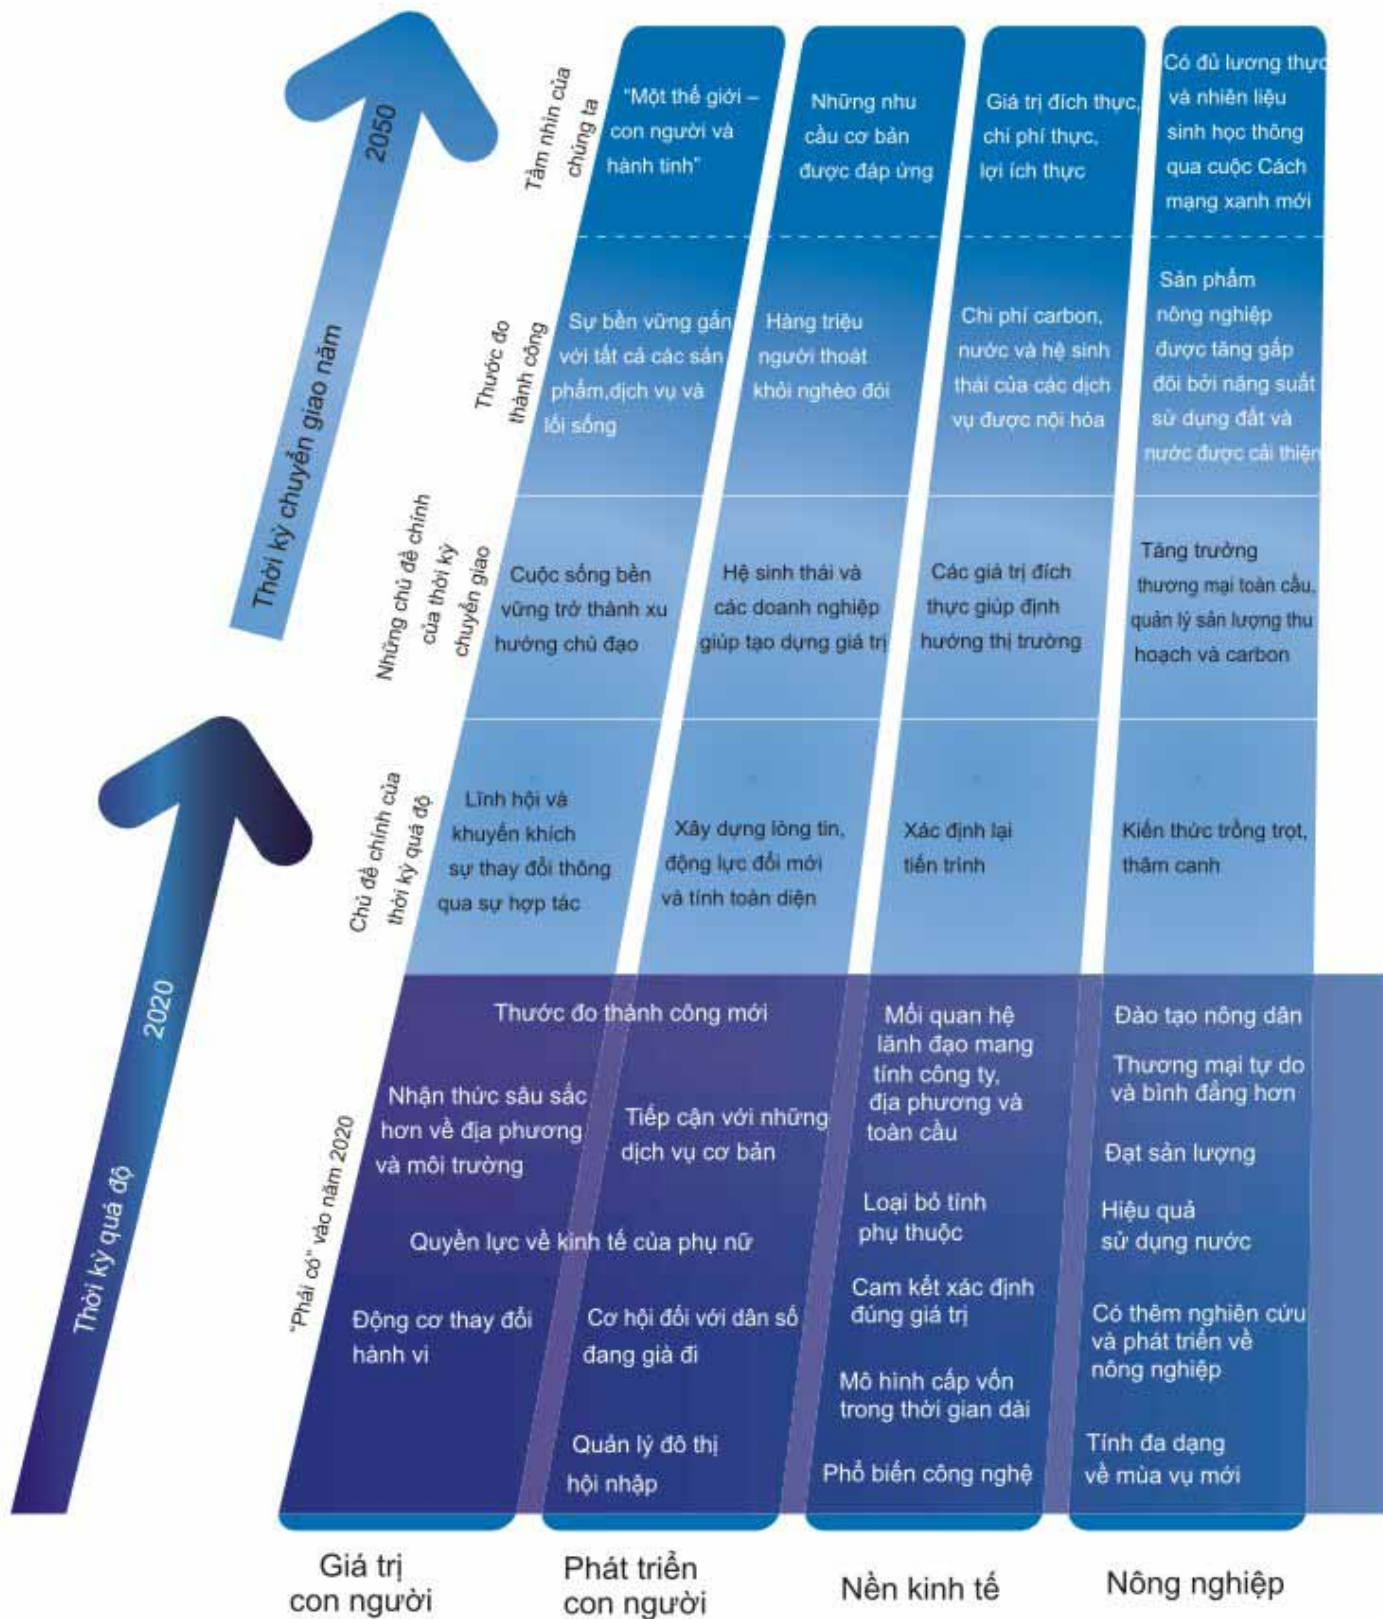 2050
Thời kỳ chuyển giao năm
2020
Thời kỳ quá độ
Tầm nhìn của
chúng ta
"Một thế giới –
con người và
hành tinh"
Những nhu
cầu cơ bản
được đáp ứng
Giá trị đích thực,
chi phí thực,
lợi ích thực
Có đủ lương thực
và nhiên liệu
sinh học thông
qua cuộc Cách
mạng xanh mới
Thước đo
thành công
Sự bền vững gắn
với tất cả các sản
phẩm,dịch vụ và
lối sống
Hàng triệu
người thoát
khỏi nghèo đói
Chi phí carbon,
nước và hệ sinh
thái của các dịch
vụ được nội hóa
Sản phẩm
nông nghiệp
được tăng gấp
đôi bởi năng suất
sử dụng đất và
nước được cải thiện
Những chủ đề chính
của thời kỳ
chuyển giao
Cuộc sống bền
vững trở thành xu
hướng chủ đạo
Hệ sinh thái và
các doanh nghiệp
giúp tạo dựng giá trị
Các giá trị đích
thực giúp định
hướng thị trường
Tăng trưởng
thương mại toàn cầu,
quản lý sản lượng thu
hoạch và carbon
Chủ đề chính của
thời kỳ quá độ
Lĩnh hội và
khuyến khích
sự thay đổi thông
qua sự hợp tác
Xây dựng lòng tin,
động lực đổi mới
và tính toàn diện
Xác định lại
tiến trình
Kiến thức trồng trọt,
thâm canh
"Phải có" vào năm 2020
Thước đo thành công mới
Nhận thức sâu sắc
hơn về địa phương
và môi trường
Tiếp cận với những
dịch vụ cơ bản
Quyền lực về kinh tế của phụ nữ
Động cơ thay đổi
hành vi
Cơ hội đối với dân số
đang già đi
Quản lý đô thị
hội nhập
Mối quan hệ
lãnh đạo mang
tính công ty,
địa phương và
toàn cầu
Loại bỏ tính
phụ thuộc
Cam kết xác định
đúng giá trị
Mô hình cấp vốn
trong thời gian dài
Phổ biến công nghệ
Đào tạo nông dân
Thương mại tự do
và bình đẳng hơn
Đạt sản lượng
Hiệu quả
sử dụng nước
Có thêm nghiên cứu
và phát triển về
nông nghiệp
Tính đa dạng
về mùa vụ mới
Giá trị
con người
Phát triển
con người
Nền kinh tế
Nông nghiệp